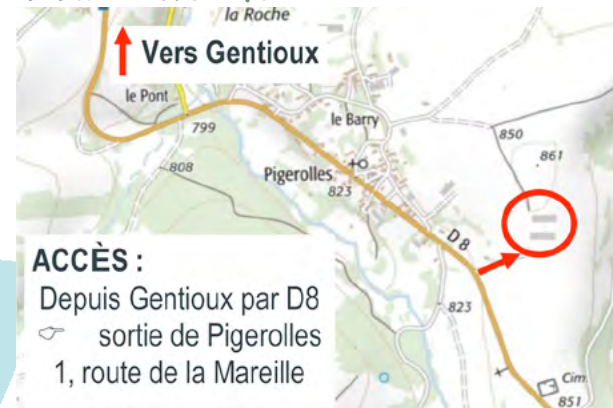 la Roche
Vers Gentioux
le Pont
799
le Barry
850
861
808
Pigerolles
823
D 8
ACCÈS :
Depuis Gentioux par D8
☞ sortie de Pigerolles
1, route de la Mareille
823
Cim.
851